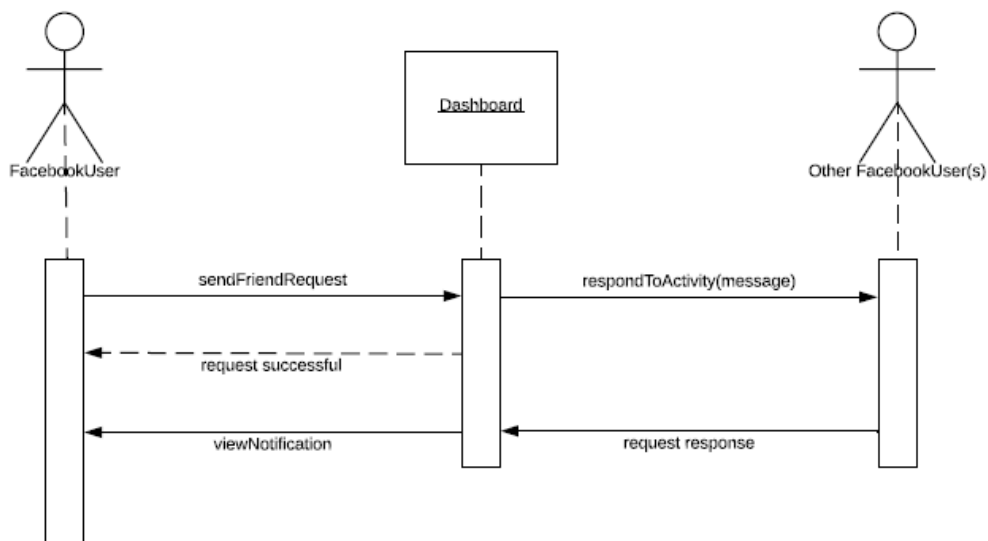 Dashboard
FacebookUser
Other FacebookUser(s)
sendFriendRequest
respondToActivity(message)
request successful
viewNotification
request response